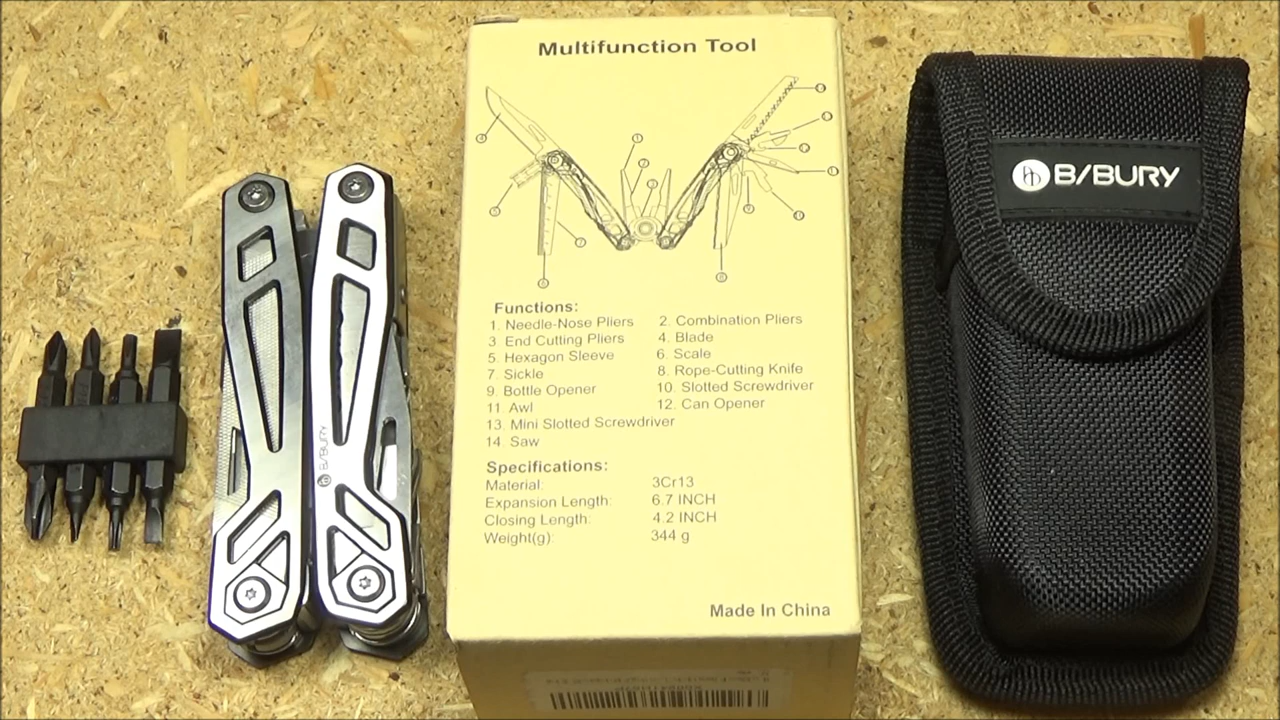 Multifunction Tool
Functions:
1. Needle-Nose Pliers 2. Combination Pliers
3 End Cutting Pliers 4. Blade
5. Hexagon Sleeve 6. Scale
7. Sickle 8. Rope-Cutting Knife
9. Bottle Opener 10. Slotted Screwdriver
11. Awl 12. Can Opener
13. Mini Slotted Screwdriver
14. Saw
Specifications:
Material: 3Cr13
Expansion Length: 6.7 INCH
Closing Length: 4.2 INCH
Weight(g): 344 g
Made In China
B/BURY
B/BURY